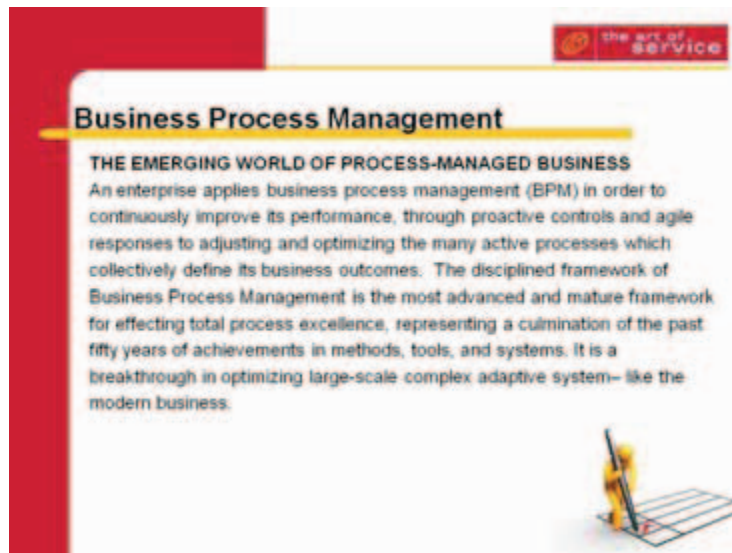 the art of
service
Business Process Management
THE EMERGING WORLD OF PROCESS-MANAGED BUSINESS
An enterprise applies business process management (BPM) in order to
continuously improve its performance, through proactive controls and agile
responses to adjusting and optimizing the many active processes which
collectively define its business outcomes. The disciplined framework of
Business Process Management is the most advanced and mature framework
for effecting total process excellence, representing a culmination of the past
fifty years of achievements in methods, tools, and systems. It is a
breakthrough in optimizing large-scale complex adaptive system– like the
modern business.